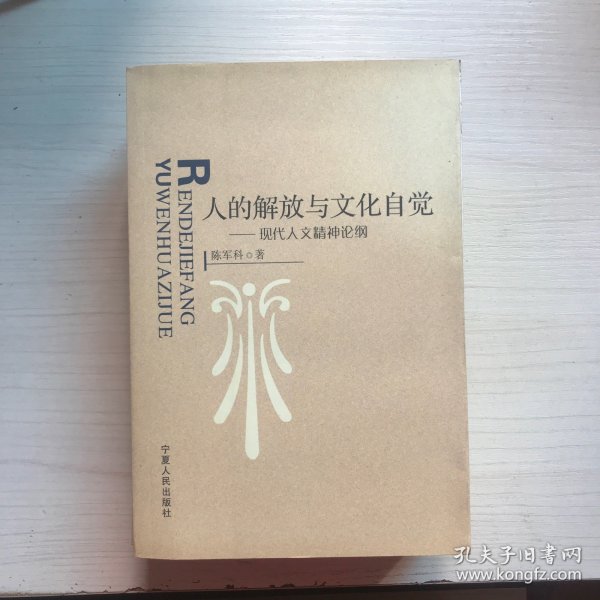 RENDEJIEFANG
YUWENHUAZIJUE
人的解放与文化自觉
——现代人文精神论纲
陈军科○著
宁夏人民出版社
孔夫子旧书网
www.kongfz.com